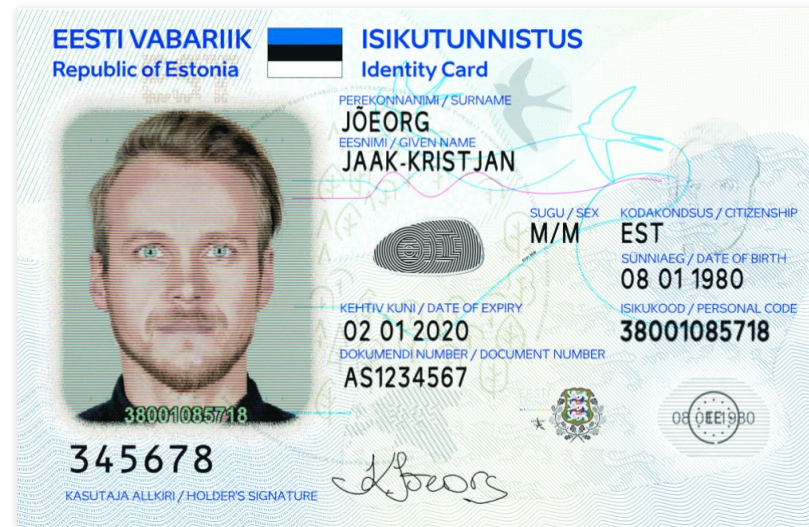 EESTI VABARIIK
Republic of Estonia
ISIKUTUNNISTUS
Identity Card
PEREKONNANIMI / SURNAME
JÕEORG
EESNIMI / GIVEN NAME
JAAK-KRISTJAN
SUGU / SEX
M/M
KODAKONDSUS / CITIZENSHIP
EST
SÜNNIAEG / DATE OF BIRTH
08 01 1980
KEHTIV KUNI / DATE OF EXPIRY
02 01 2020
ISIKUKOOD / PERSONAL CODE
38001085718
DOKUMENDI NUMBER / DOCUMENT NUMBER
AS1234567
38001085718
345678
KASUTAJA ALLKIRI / HOLDER'S SIGNATURE
EE